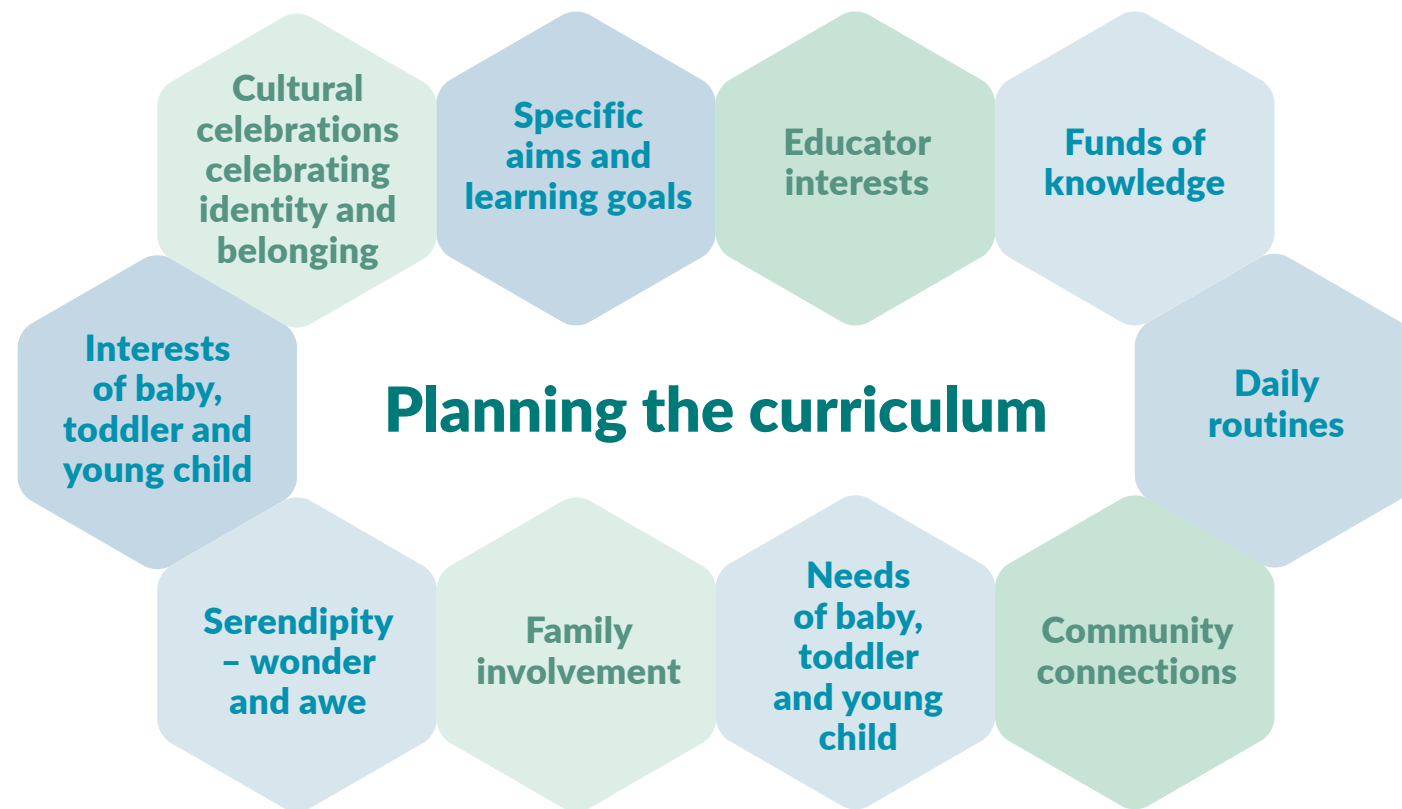 Cultural
celebrations
celebrating
identity and
belonging
Specific
aims and
learning goals
Educator
interests
Funds of
knowledge
Interests
of baby,
toddler and
young child
Planning the curriculum
Daily
routines
Serendipity
– wonder
and awe
Family
involvement
Needs
of baby,
toddler
and young
child
Community
connections